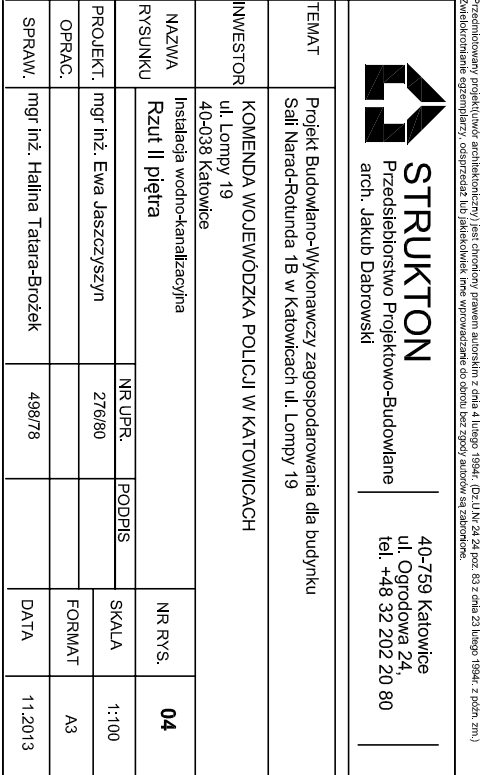 Przedmiotowany projekt(utwór architektoniczny) jest chroniony prawem autorskim z dnia 4 lutego 1994r. (Dz.U.Nr 24 24 poz. 83 z dnia 23 lutego 1994r. z późn. zm.)
Zwielokrotnianie egzemplarzy, odsprzedaż lub jakiekolwiek inne wprowadzanie do obrotu bez zgody autorów są zabronione.
STRUKTON
Przedsiebiorstwo Projektowo-Budowlane
arch. Jakub Dabrowski
40-759 Katowice
ul. Ogrodowa 24,
tel. +48 32 202 20 80
TEMAT
Projekt Budowlano-Wykonawczy zagospodarowania dla budynku
Sali Narad-Rotunda 1B w Katowicach ul. Lompy 19
INWESTOR
KOMENDA WOJEWÓDZKA POLICJI W KATOWICACH
ul. Lompy 19
40-038 Katowice
NAZWA
RYSUNKU
Instalacja wodno-kanalizacyjna
Rzut II piętra
NR RYS.
04
NR UPR.
PODPIS
SKALA
1:100
PROJEKT.
mgr inż. Ewa Jaszczyszyn
276/80
OPRAC.
FORMAT
A3
SPRAW.
mgr inż. Halina Tatara-Brożek
498/78
DATA
11.2013